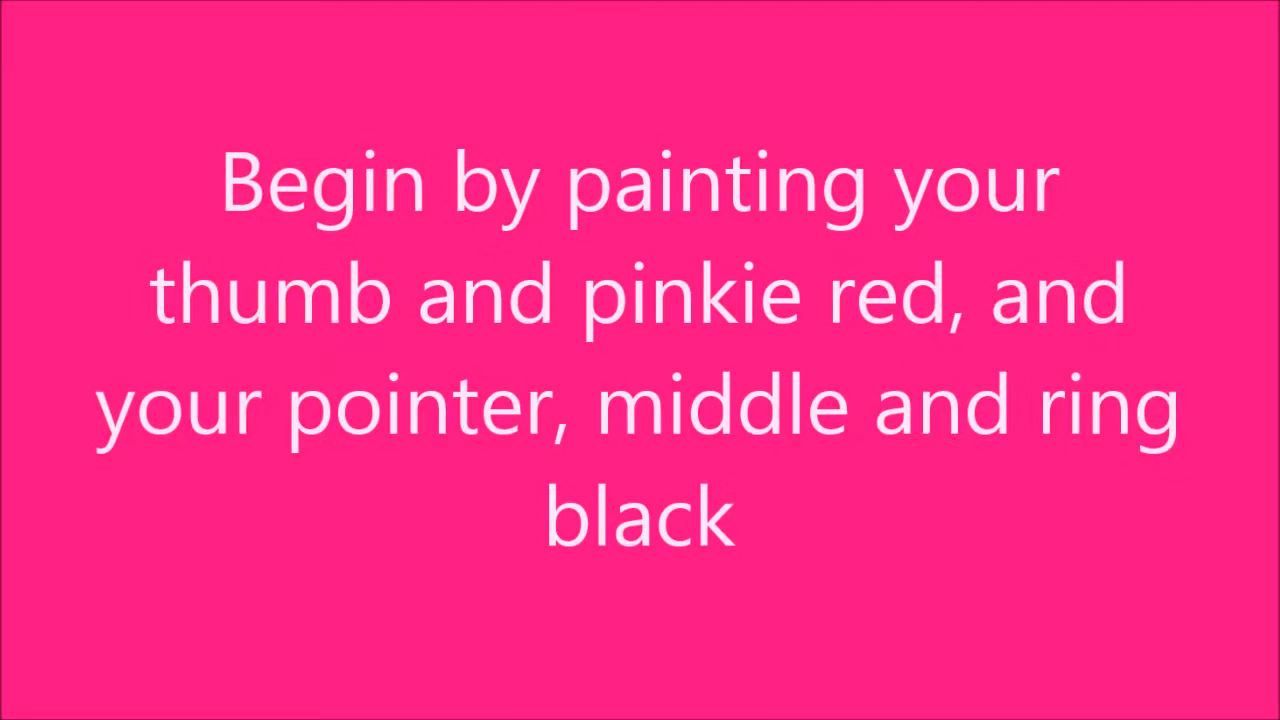 Begin by painting your
thumb and pinkie red, and
your pointer, middle and ring
black